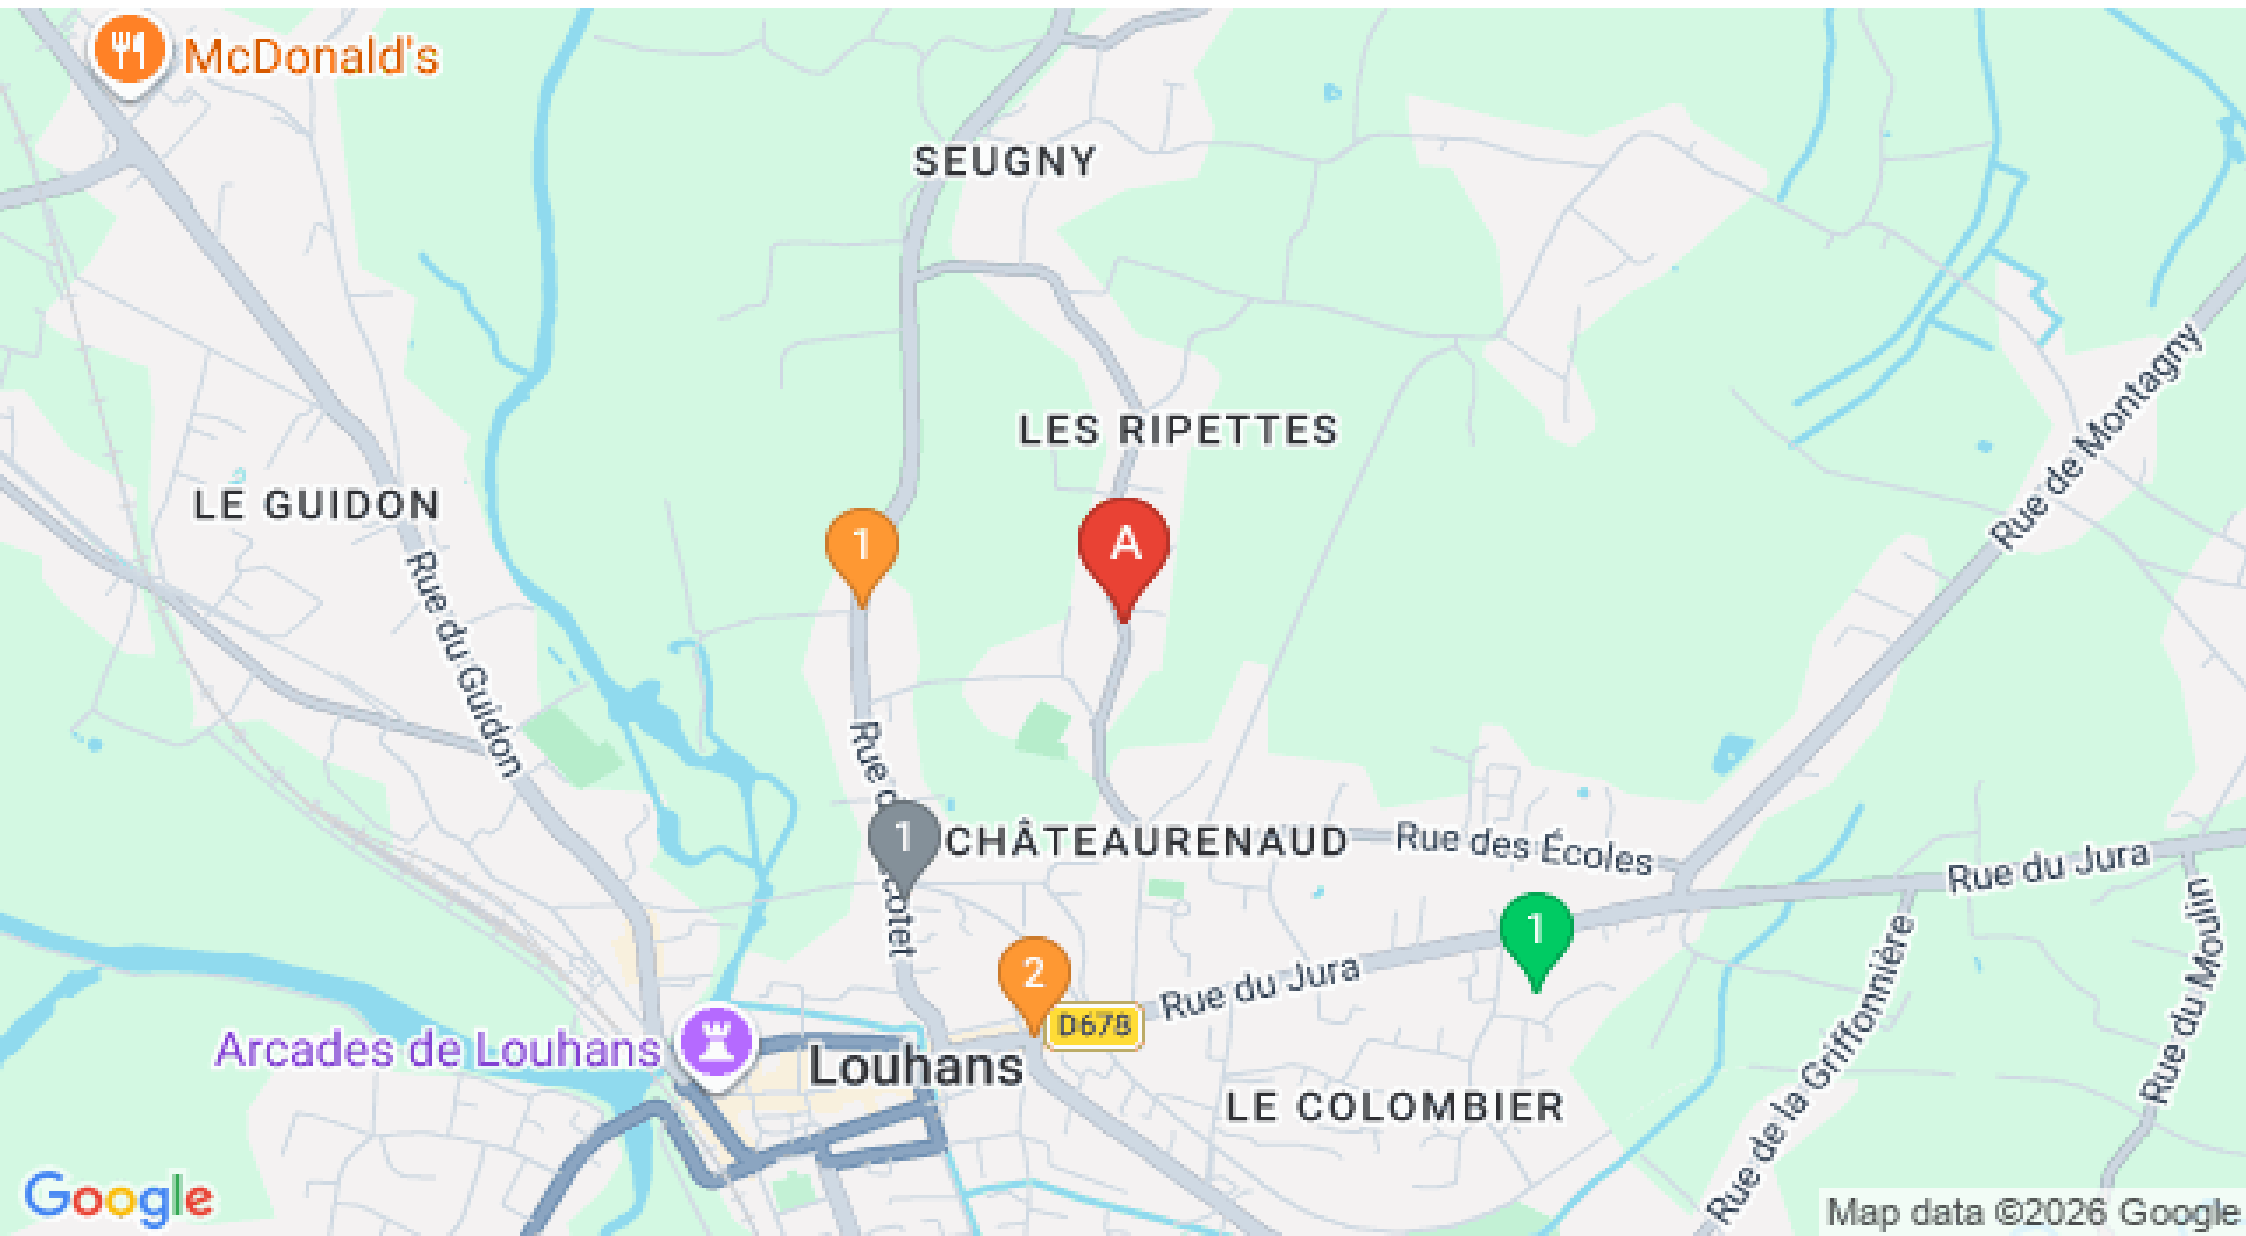 McDonald's
SEUGNY
LES RIPETTES
LE GUIDON
Rue de Montagny
1
A
Rue du Guidon
Rue d
cotet
1
CHÂTEAURENAUD
Rue des Écoles
Rue du Jura
1
2
D678
Rue du Jura
Rue de la Griffonnière
Rue du Moulin
Arcades de Louhans
Louhans
LE COLOMBIER
Google
Map data ©2026 Google